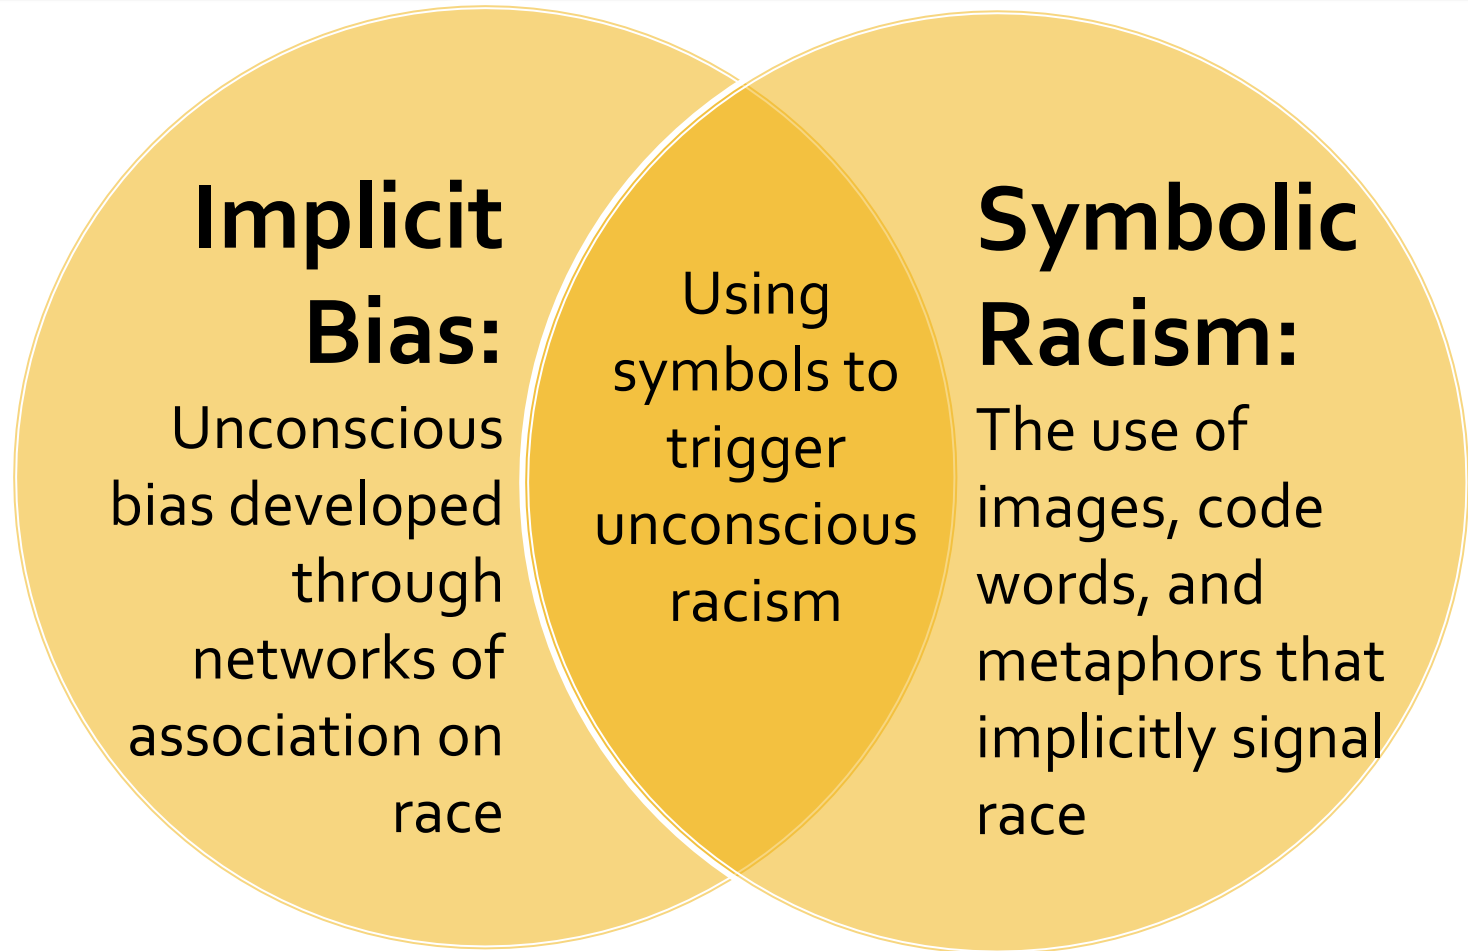 Implicit
Bias:
Unconscious
bias developed
through
networks of
association on
race
Using
symbols to
trigger
unconscious
racism
Symbolic
Racism:
The use of
images, code
words, and
metaphors that
implicitly signal
race